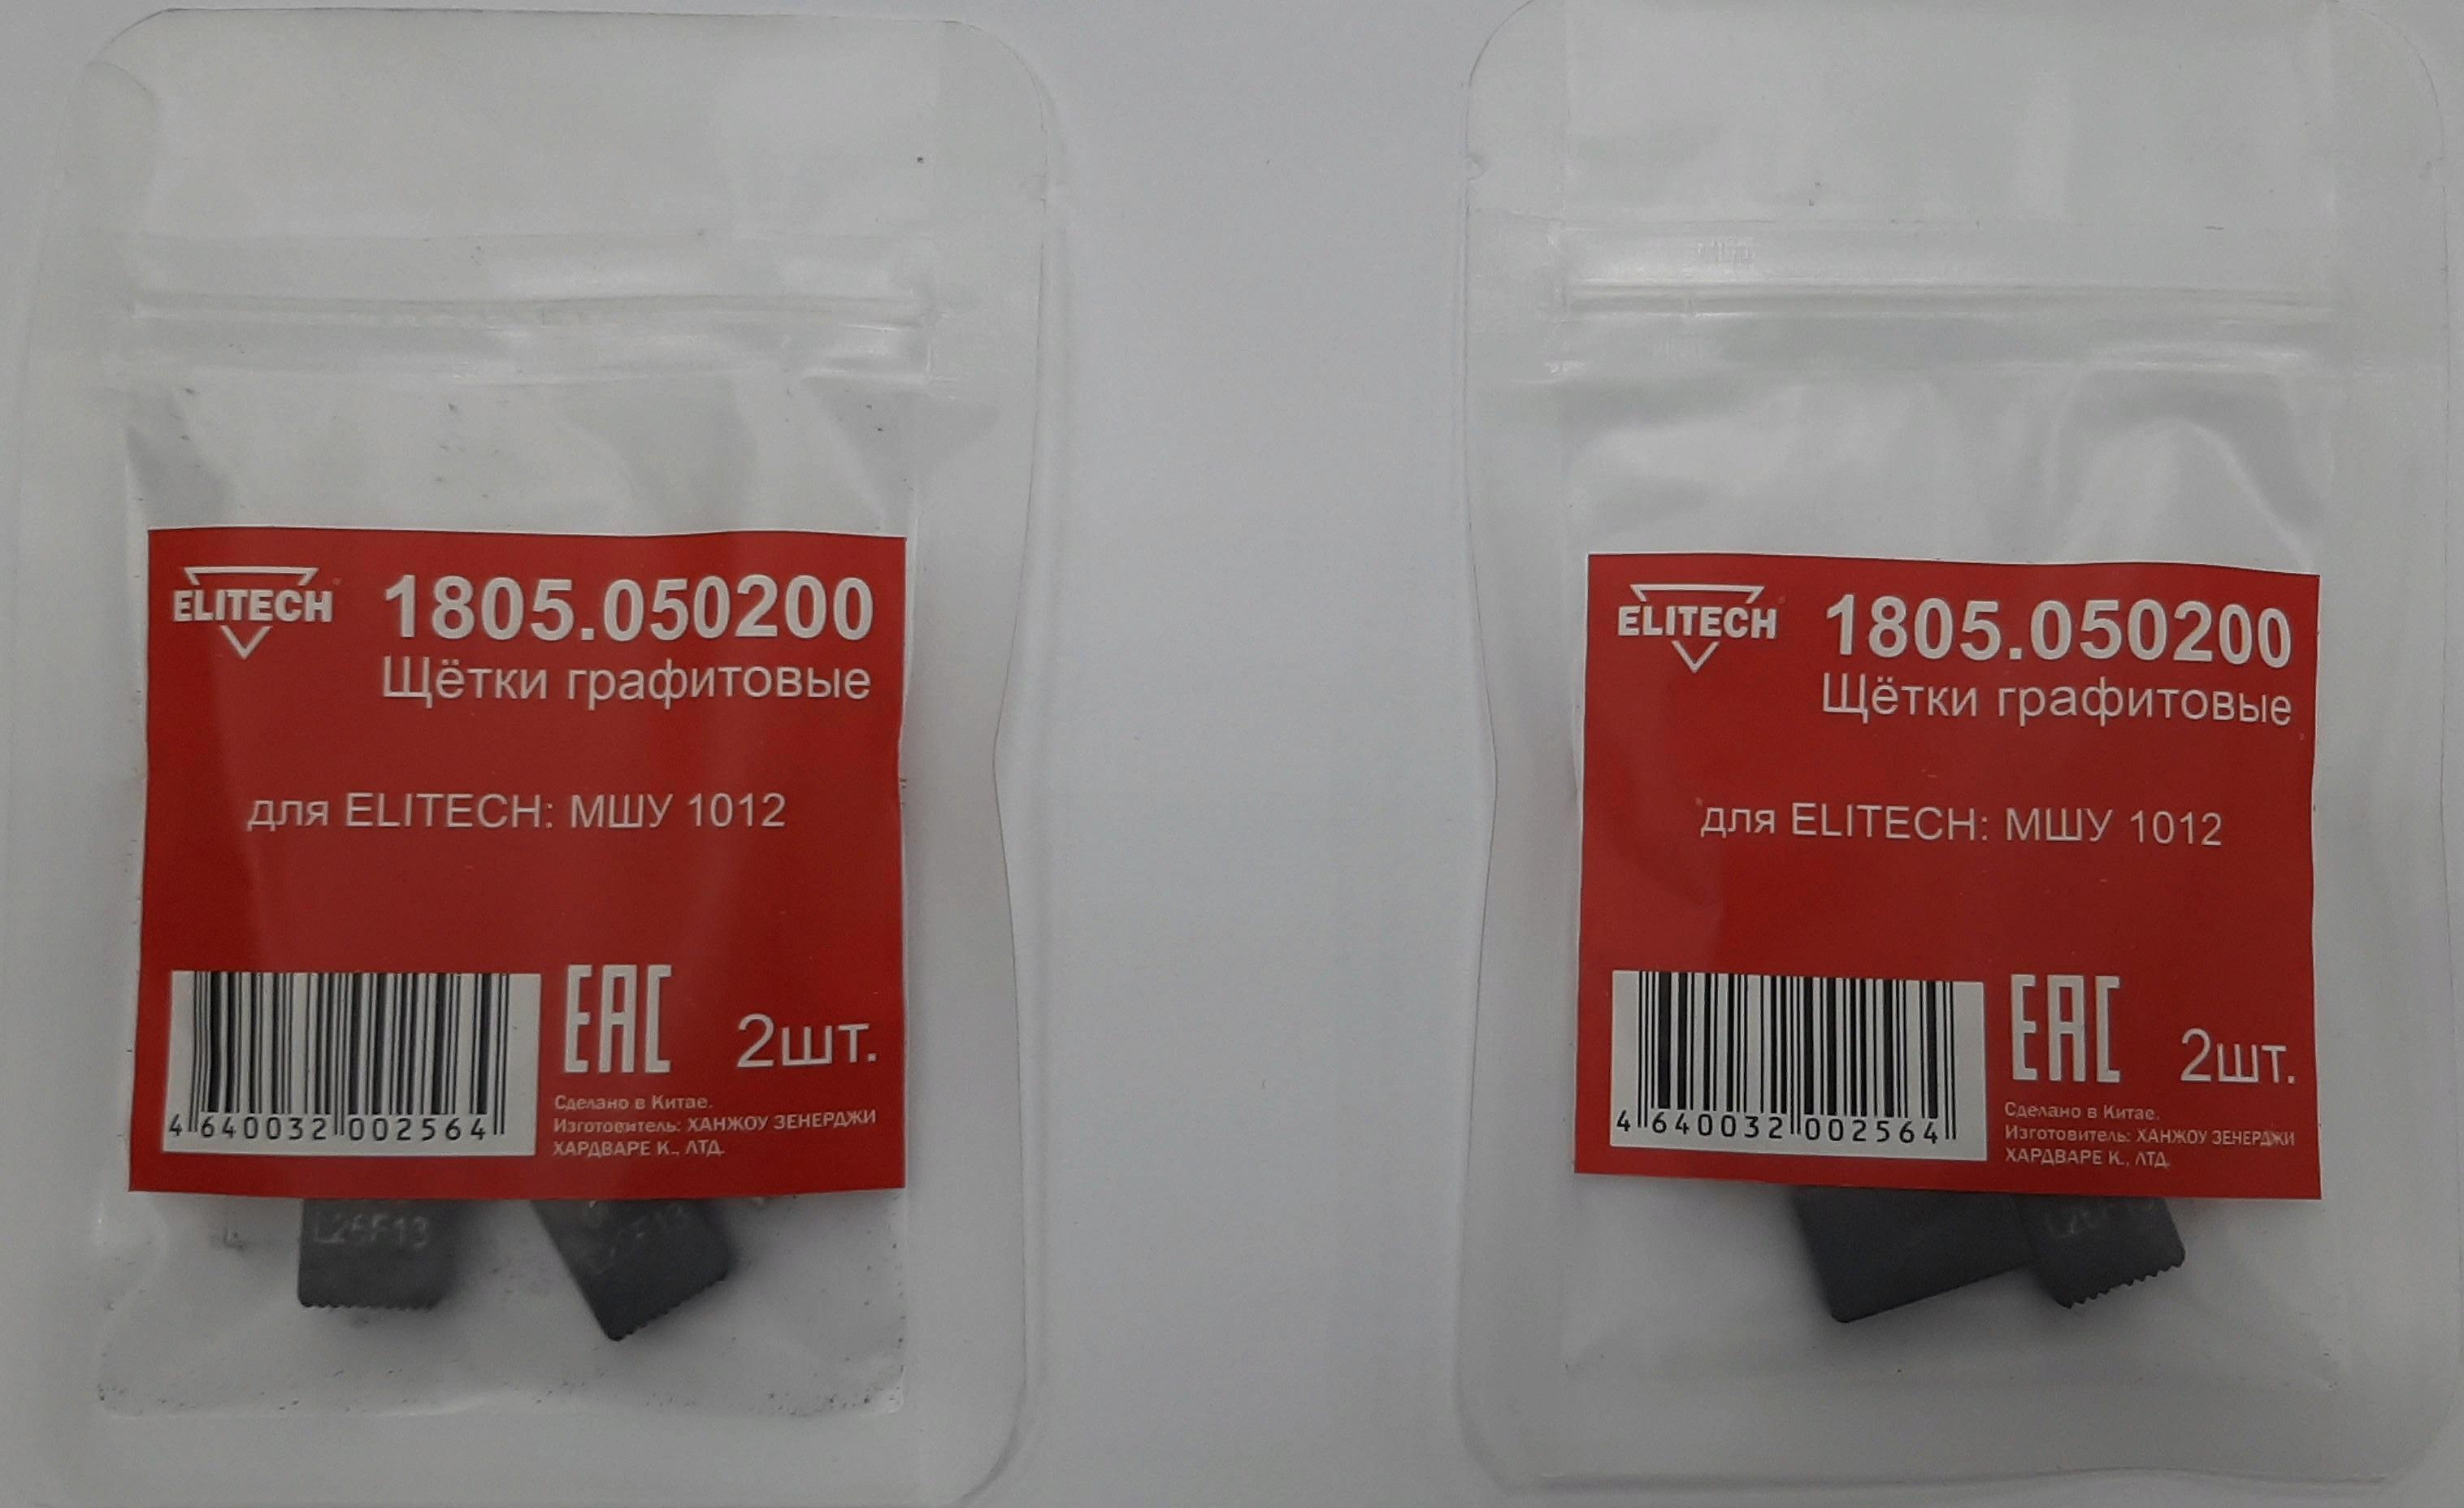 ELITECH
1805.050200
Щётки графитовые
для ELITECH: МШУ 1012
EAC
2шт.
4 640032 002564
Сделано в Китае.
Изготовитель: ХАНЖОУ ЗЕНЕРДЖИ
ХАРДВАРЕ К., ЛТД.
L26F13
ELITECH
1805.050200
Щётки графитовые
для ELITECH: МШУ 1012
EAC
2шт.
4 640032 002564
Сделано в Китае.
Изготовитель: ХАНЖОУ ЗЕНЕРДЖИ
ХАРДВАРЕ К., ЛТД.